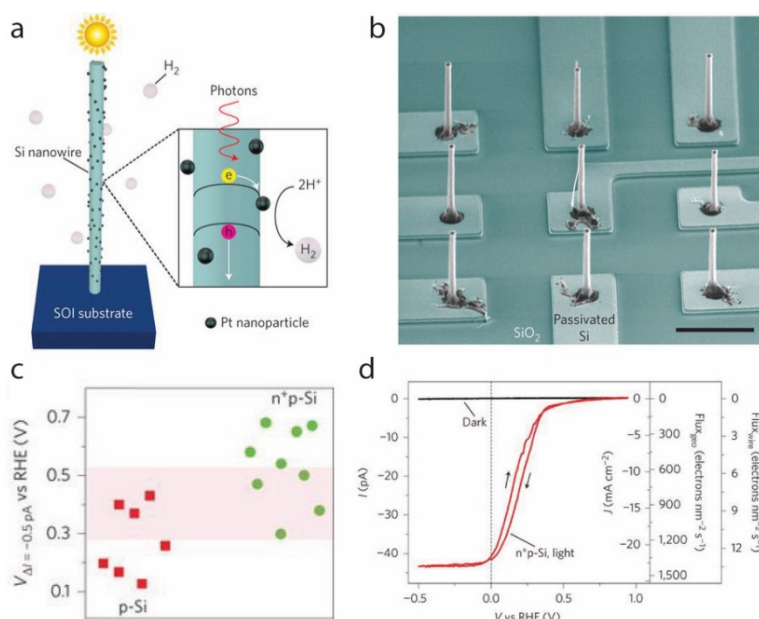 a
H₂
Si nanowire
SOI substrate
Photons
e
2H⁺
h
H₂
Pt nanoparticle
b
SiO₂
Passivated
Si
c
V_ΔI = −0.5 pA vs RHE (V)
0.7
0.5
0.3
0.1
n⁺p-Si
p-Si
d
I (pA)
0
−10
−20
−30
−40
Dark
n⁺p-Si, light
−0.5
0.0
0.5
1.0
V vs RHE (V)
0
−5
−10
−15
−20
J (mA cm⁻²)
0
300
600
900
1,200
1,500
Flux_geo (electrons nm⁻² s⁻¹)
0
3
6
9
12
Flux_wire (electrons nm⁻² s⁻¹)